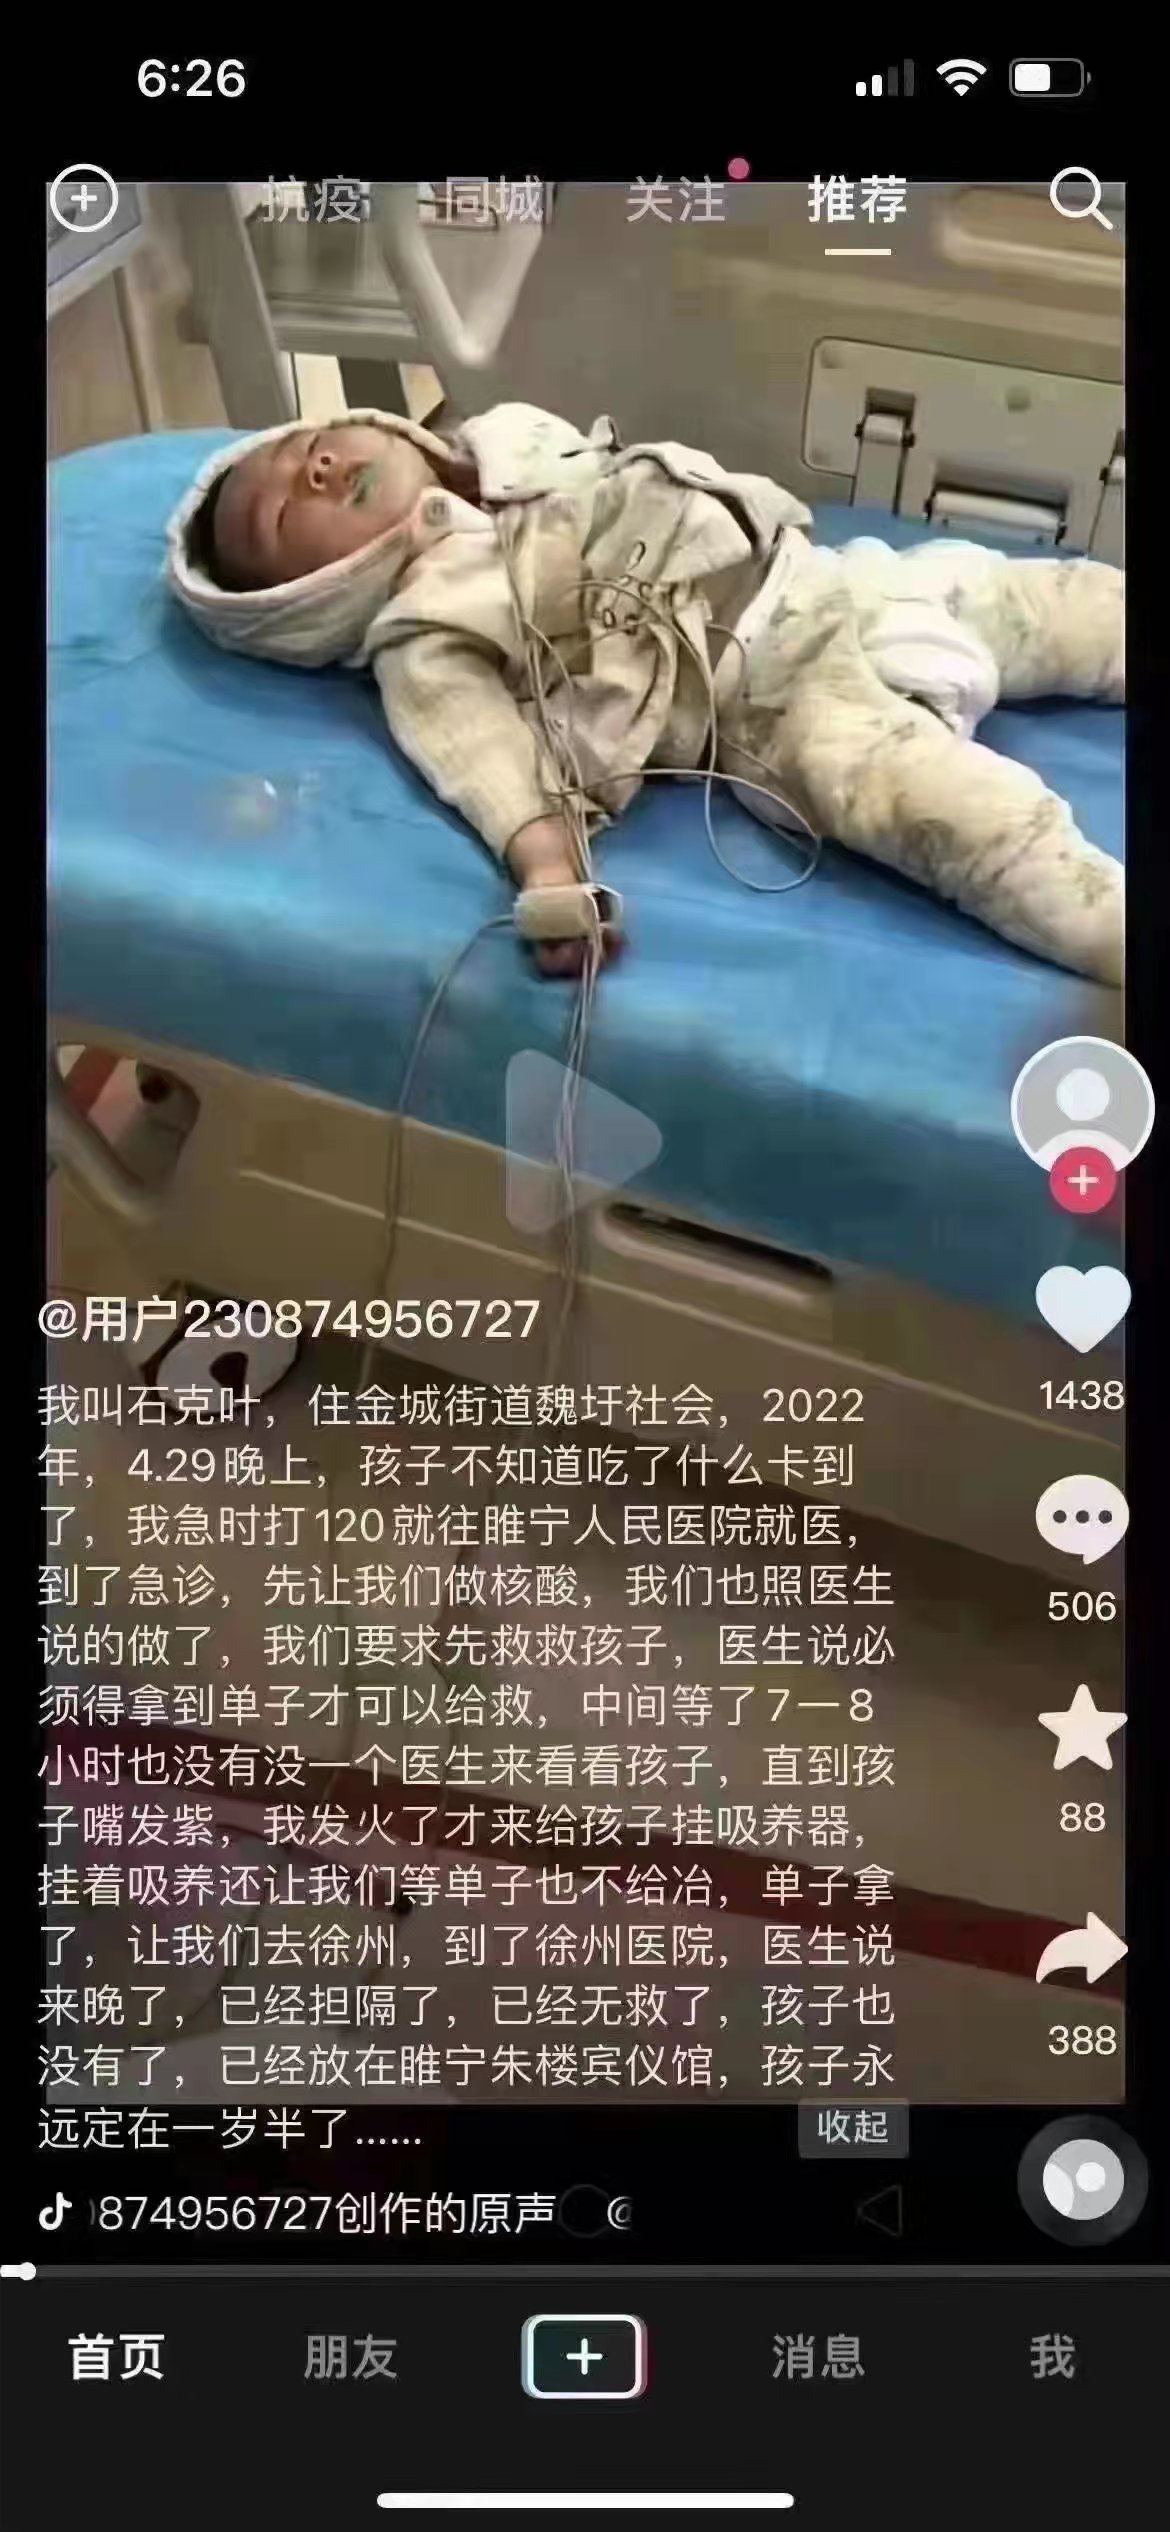 6:26
抗疫 同城 关注 推荐
@用户230874956727
我叫石克叶，住金城街道魏圩社会，2022
年，4.29晚上，孩子不知道吃了什么卡到
了，我急时打120就往睢宁人民医院就医，
到了急诊，先让我们做核酸，我们也照医生
说的做了，我们要求先救救孩子，医生说必
须得拿到单子才可以给救，中间等了7一8
小时也没有没一个医生来看看孩子，直到孩
子嘴发紫，我发火了才来给孩子挂吸养器，
挂着吸养还让我们等单子也不给冶，单子拿
了，让我们去徐州，到了徐州医院，医生说
来晚了，已经担隔了，已经无救了，孩子也
没有了，已经放在睢宁朱楼宾仪馆，孩子永
远定在一岁半了......
收起
1438
506
88
388
874956727创作的原声 @
首页 朋友 消息 我